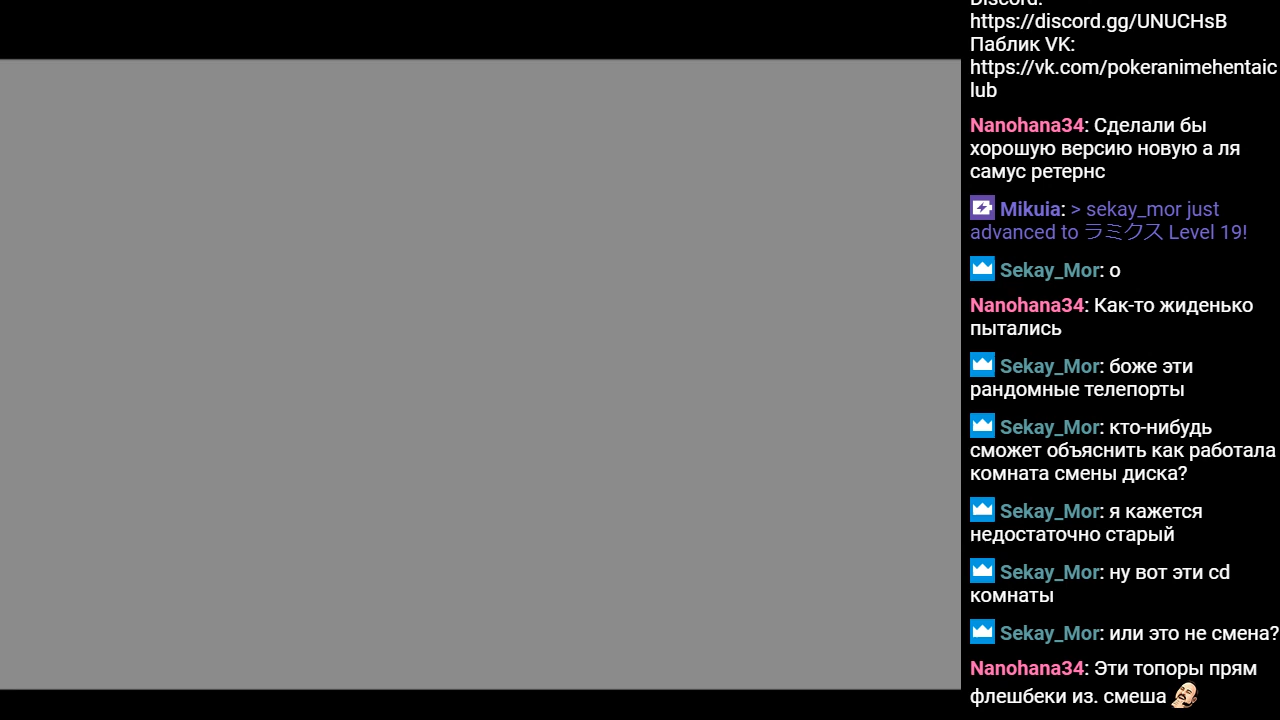 Discord:
https://discord.gg/UNUCHsB
Паблик VK:
https://vk.com/pokeranimehentaic
lub
Nanohana34: Сделали бы
хорошую версию новую а ля
самус ретернс
Mikuia: > sekay_mor just
advanced to ラミクス Level 19!
Sekay_Mor: о
Nanohana34: Как-то жиденько
пытались
Sekay_Mor: боже эти
рандомные телепорты
Sekay_Mor: кто-нибудь
сможет объяснить как работала
комната смены диска?
Sekay_Mor: я кажется
недостаточно старый
Sekay_Mor: ну вот эти cd
комнаты
Sekay_Mor: или это не смена?
Nanohana34: Эти топоры прям
флешбеки из. смеша